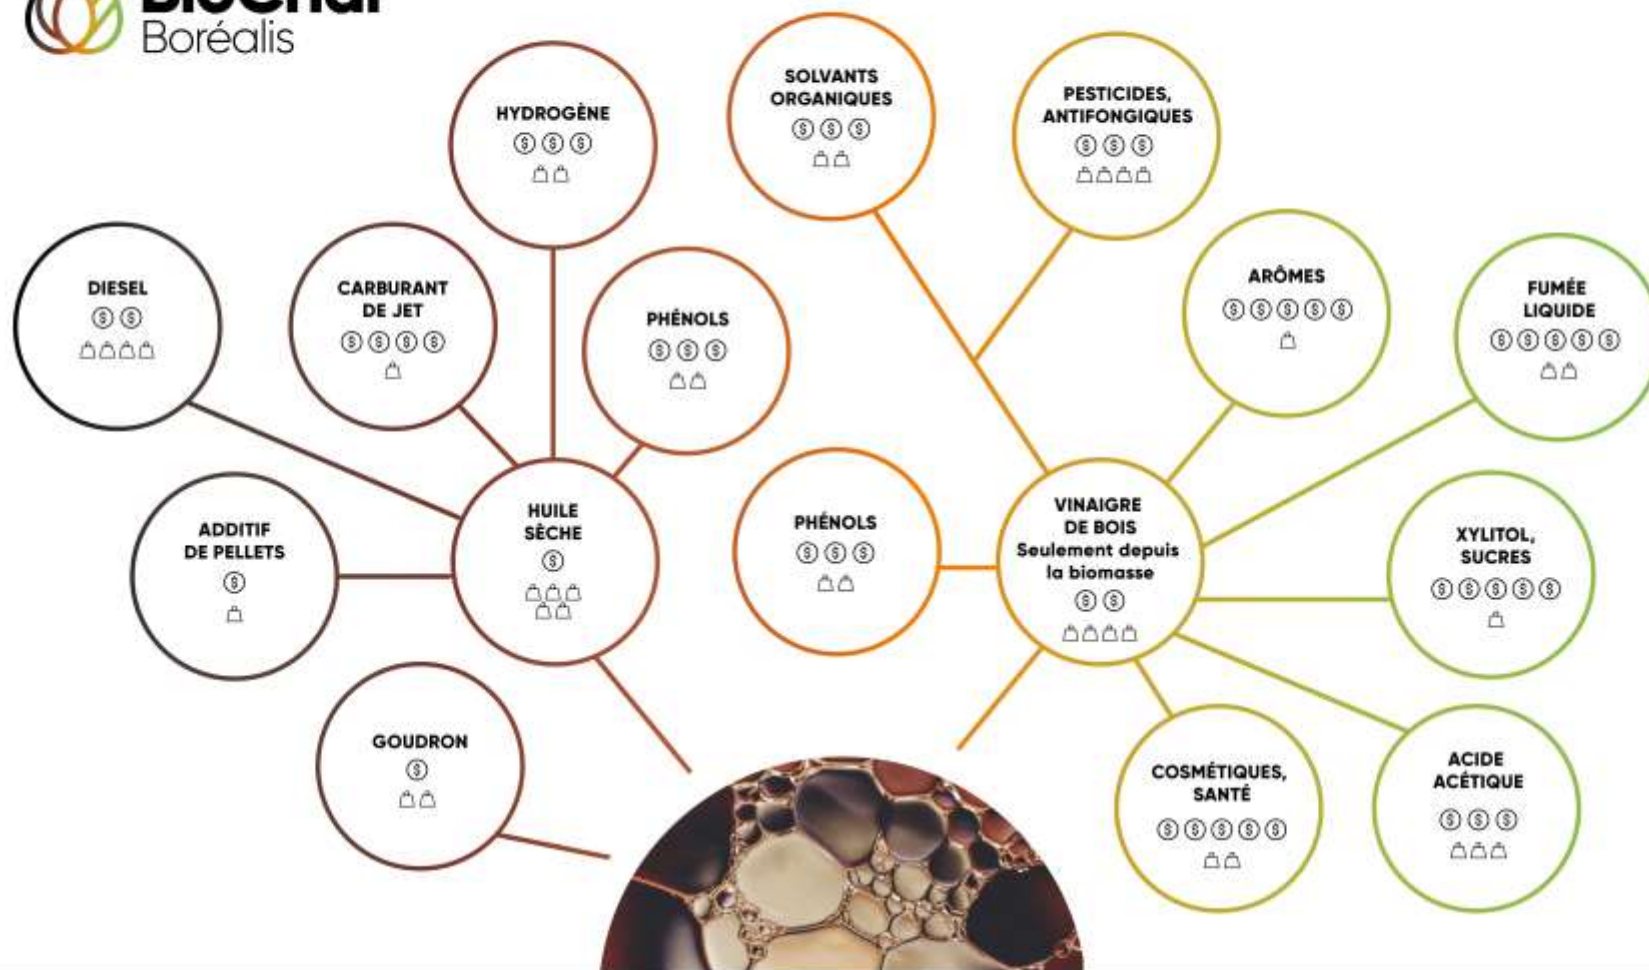 BioChar
Boréalis
HYDROGÈNE
SOLVANTS
ORGANIQUES
PESTICIDES,
ANTIFONGIQUES
DIESEL
CARBURANT
DE JET
PHÉNOLS
ARÔMES
FUMÉE
LIQUIDE
ADDITIF
DE PELLETS
HUILE
SÈCHE
PHÉNOLS
VINAIGRE
DE BOIS
Seulement depuis
la biomasse
XYLITOL,
SUCRES
GOUDRON
COSMÉTIQUES,
SANTÉ
ACIDE
ACÉTIQUE